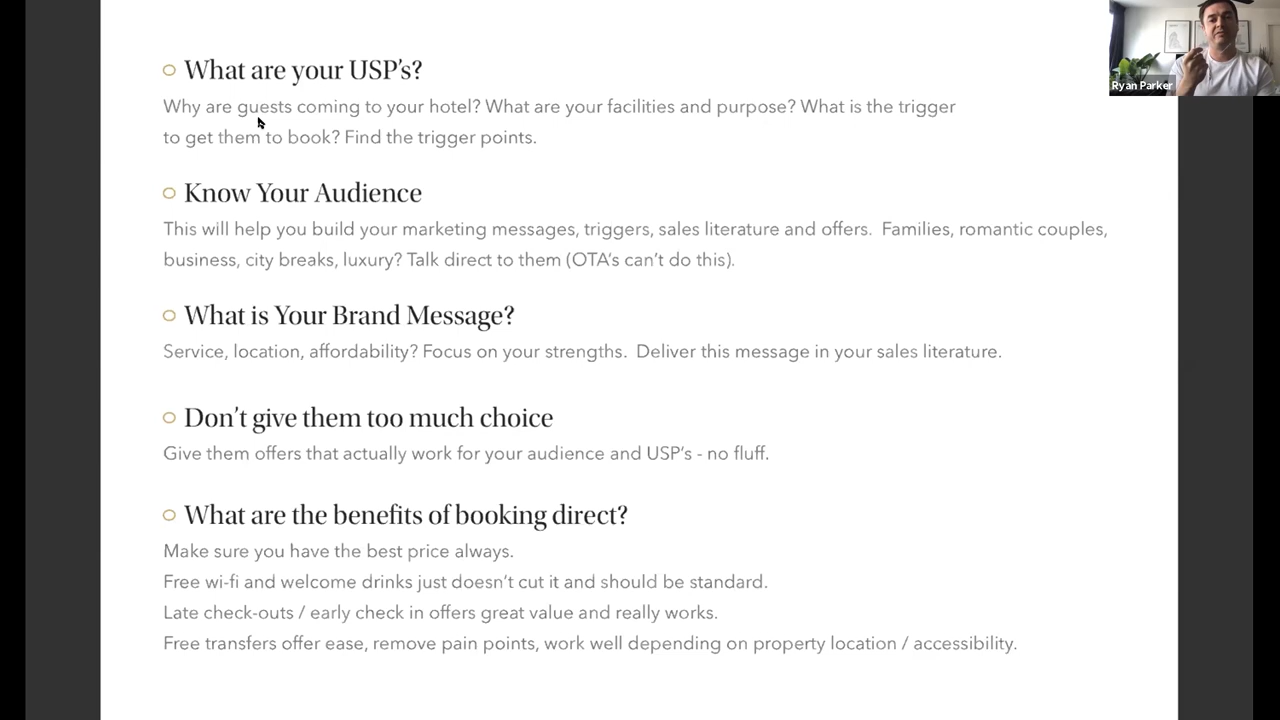 What are your USP's?
Why are guests coming to your hotel? What are your facilities and purpose? What is the trigger
to get them to book? Find the trigger points.
Know Your Audience
This will help you build your marketing messages, triggers, sales literature and offers.  Families, romantic couples,
business, city breaks, luxury? Talk direct to them (OTA's can't do this).
What is Your Brand Message?
Service, location, affordability? Focus on your strengths.  Deliver this message in your sales literature.
Don't give them too much choice
Give them offers that actually work for your audience and USP's - no fluff.
What are the benefits of booking direct?
Make sure you have the best price always.
Free wi-fi and welcome drinks just doesn't cut it and should be standard.
Late check-outs / early check in offers great value and really works.
Free transfers offer ease, remove pain points, work well depending on property location / accessibility.
Ryan Parker